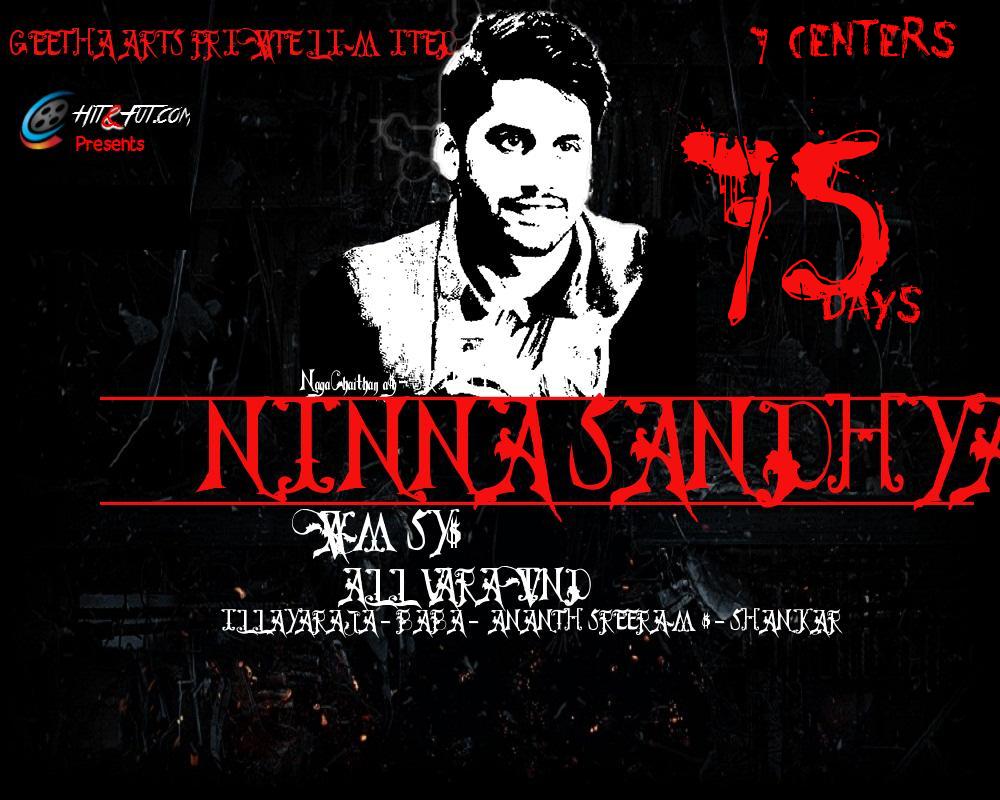 GEETHA ARTS PRIVATE LIMITED
7 CENTERS
HIT&FUT.COM
Presents
75
DAYS
NagaChaithanya
NINNA SANDHYA
ALLU ARAVIND
ILLAYARAJA - BABA - ANANTH SREERAM $ - SHANKAR